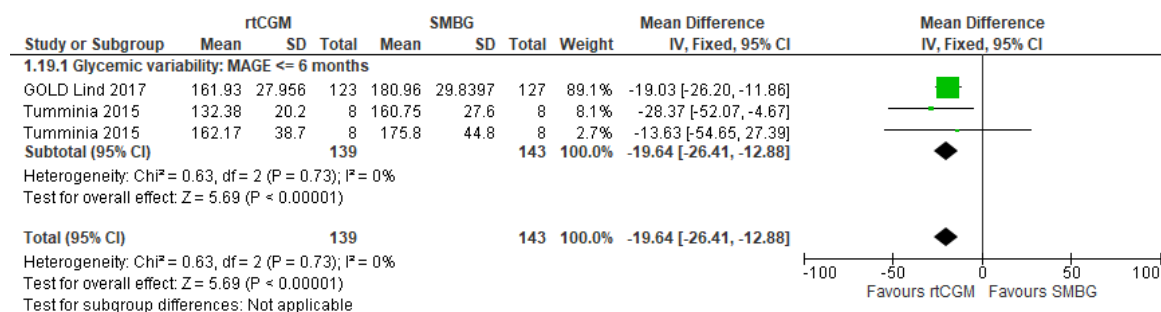 rtCGM SMBG Mean Difference Mean Difference
Study or Subgroup Mean SD Total Mean SD Total Weight IV, Fixed, 95% CI IV, Fixed, 95% CI
1.19.1 Glycemic variability: MAGE <= 6 months
GOLD Lind 2017 161.93 27.956 123 180.96 29.8397 127 89.1% -19.03 [-26.20, -11.86]
Tumminia 2015 132.38 20.2 8 160.75 27.6 8 8.1% -28.37 [-52.07, -4.67]
Tumminia 2015 162.17 38.7 8 175.8 44.8 8 2.7% -13.63 [-54.65, 27.39]
Subtotal (95% CI) 139 143 100.0% -19.64 [-26.41, -12.88]
Heterogeneity: Chi² = 0.63, df = 2 (P = 0.73); I² = 0%
Test for overall effect: Z = 5.69 (P < 0.00001)
Total (95% CI) 139 143 100.0% -19.64 [-26.41, -12.88]
Heterogeneity: Chi² = 0.63, df = 2 (P = 0.73); I² = 0%
Test for overall effect: Z = 5.69 (P < 0.00001)
Test for subgroup differences: Not applicable
-100 -50 0 50 100
Favours rtCGM Favours SMBG